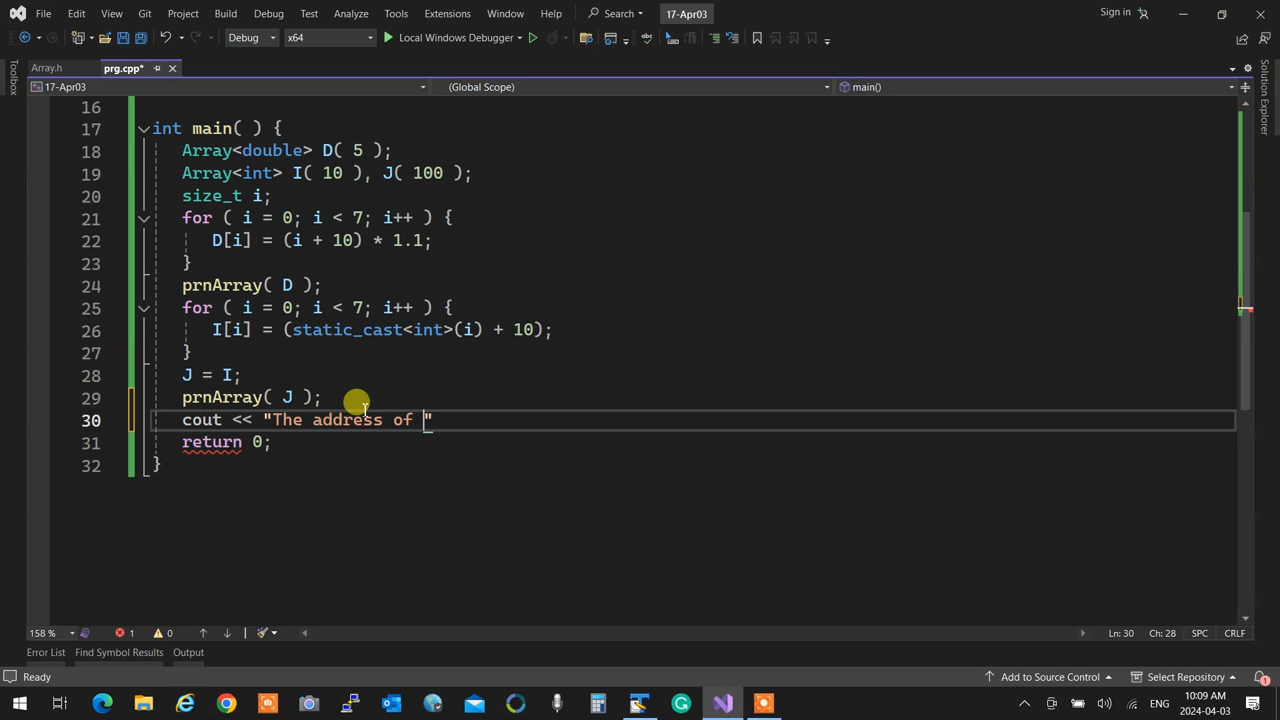 File Edit View Git Project Build Debug Test Analyze Tools Extensions Window Help Search 17-Apr03 Sign in
Debug x64 Local Windows Debugger
Toolbox
Array.h prg.cpp*
Solution Explorer
17-Apr03 (Global Scope) main()
16
17 int main( ) {
18 Array<double> D( 5 );
19 Array<int> I( 10 ), J( 100 );
20 size_t i;
21 for ( i = 0; i < 7; i++ ) {
22 D[i] = (i + 10) * 1.1;
23 }
24 prnArray( D );
25 for ( i = 0; i < 7; i++ ) {
26 I[i] = (static_cast<int>(i) + 10);
27 }
28 J = I;
29 prnArray( J );
30 cout << "The address of "
31 return 0;
32 }
158 % 1 0 Ln: 30 Ch: 28 SPC CRLF
Error List Find Symbol Results Output
Ready Add to Source Control Select Repository 1
ENG 10:09 AM
2024-04-03